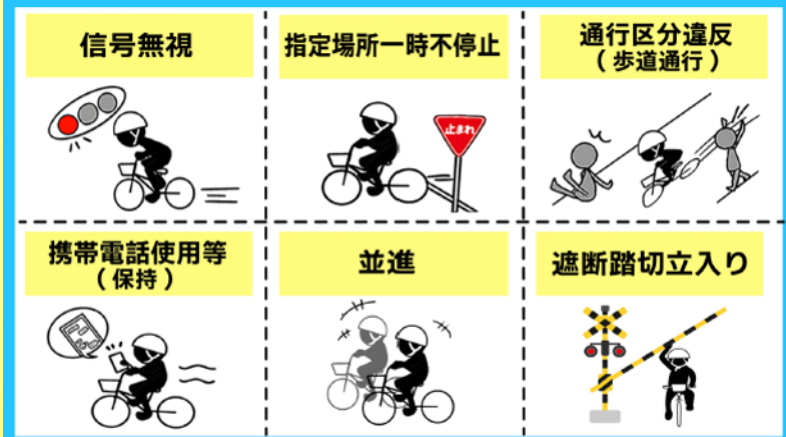 信号無視
指定場所一時不停止
通行区分違反
（歩道通行）
止まれ
携帯電話使用等
（保持）
並進
遮断踏切立入り